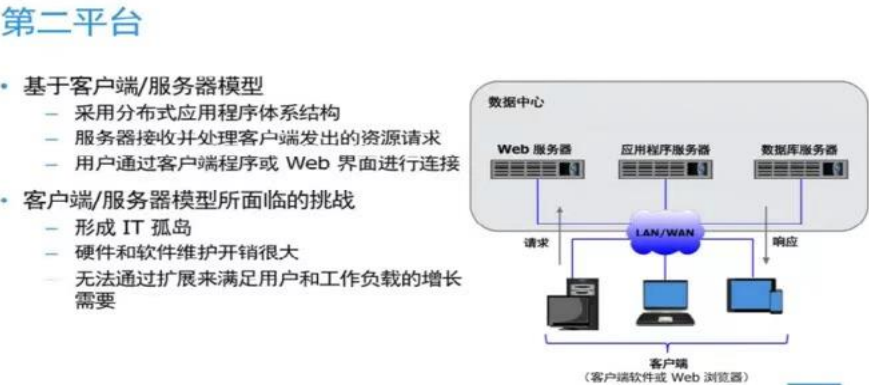 第二平台
• 基于客户端/服务器模型
– 采用分布式应用程序体系结构
– 服务器接收并处理客户端发出的资源请求
– 用户通过客户端程序或 Web 界面进行连接
• 客户端/服务器模型所面临的挑战
– 形成 IT 孤岛
– 硬件和软件维护开销很大
– 无法通过扩展来满足用户和工作负载的增长
需要
数据中心
Web 服务器
应用程序服务器
数据库服务器
LAN/WAN
请求
响应
客户端
(客户端软件或 Web 浏览器)